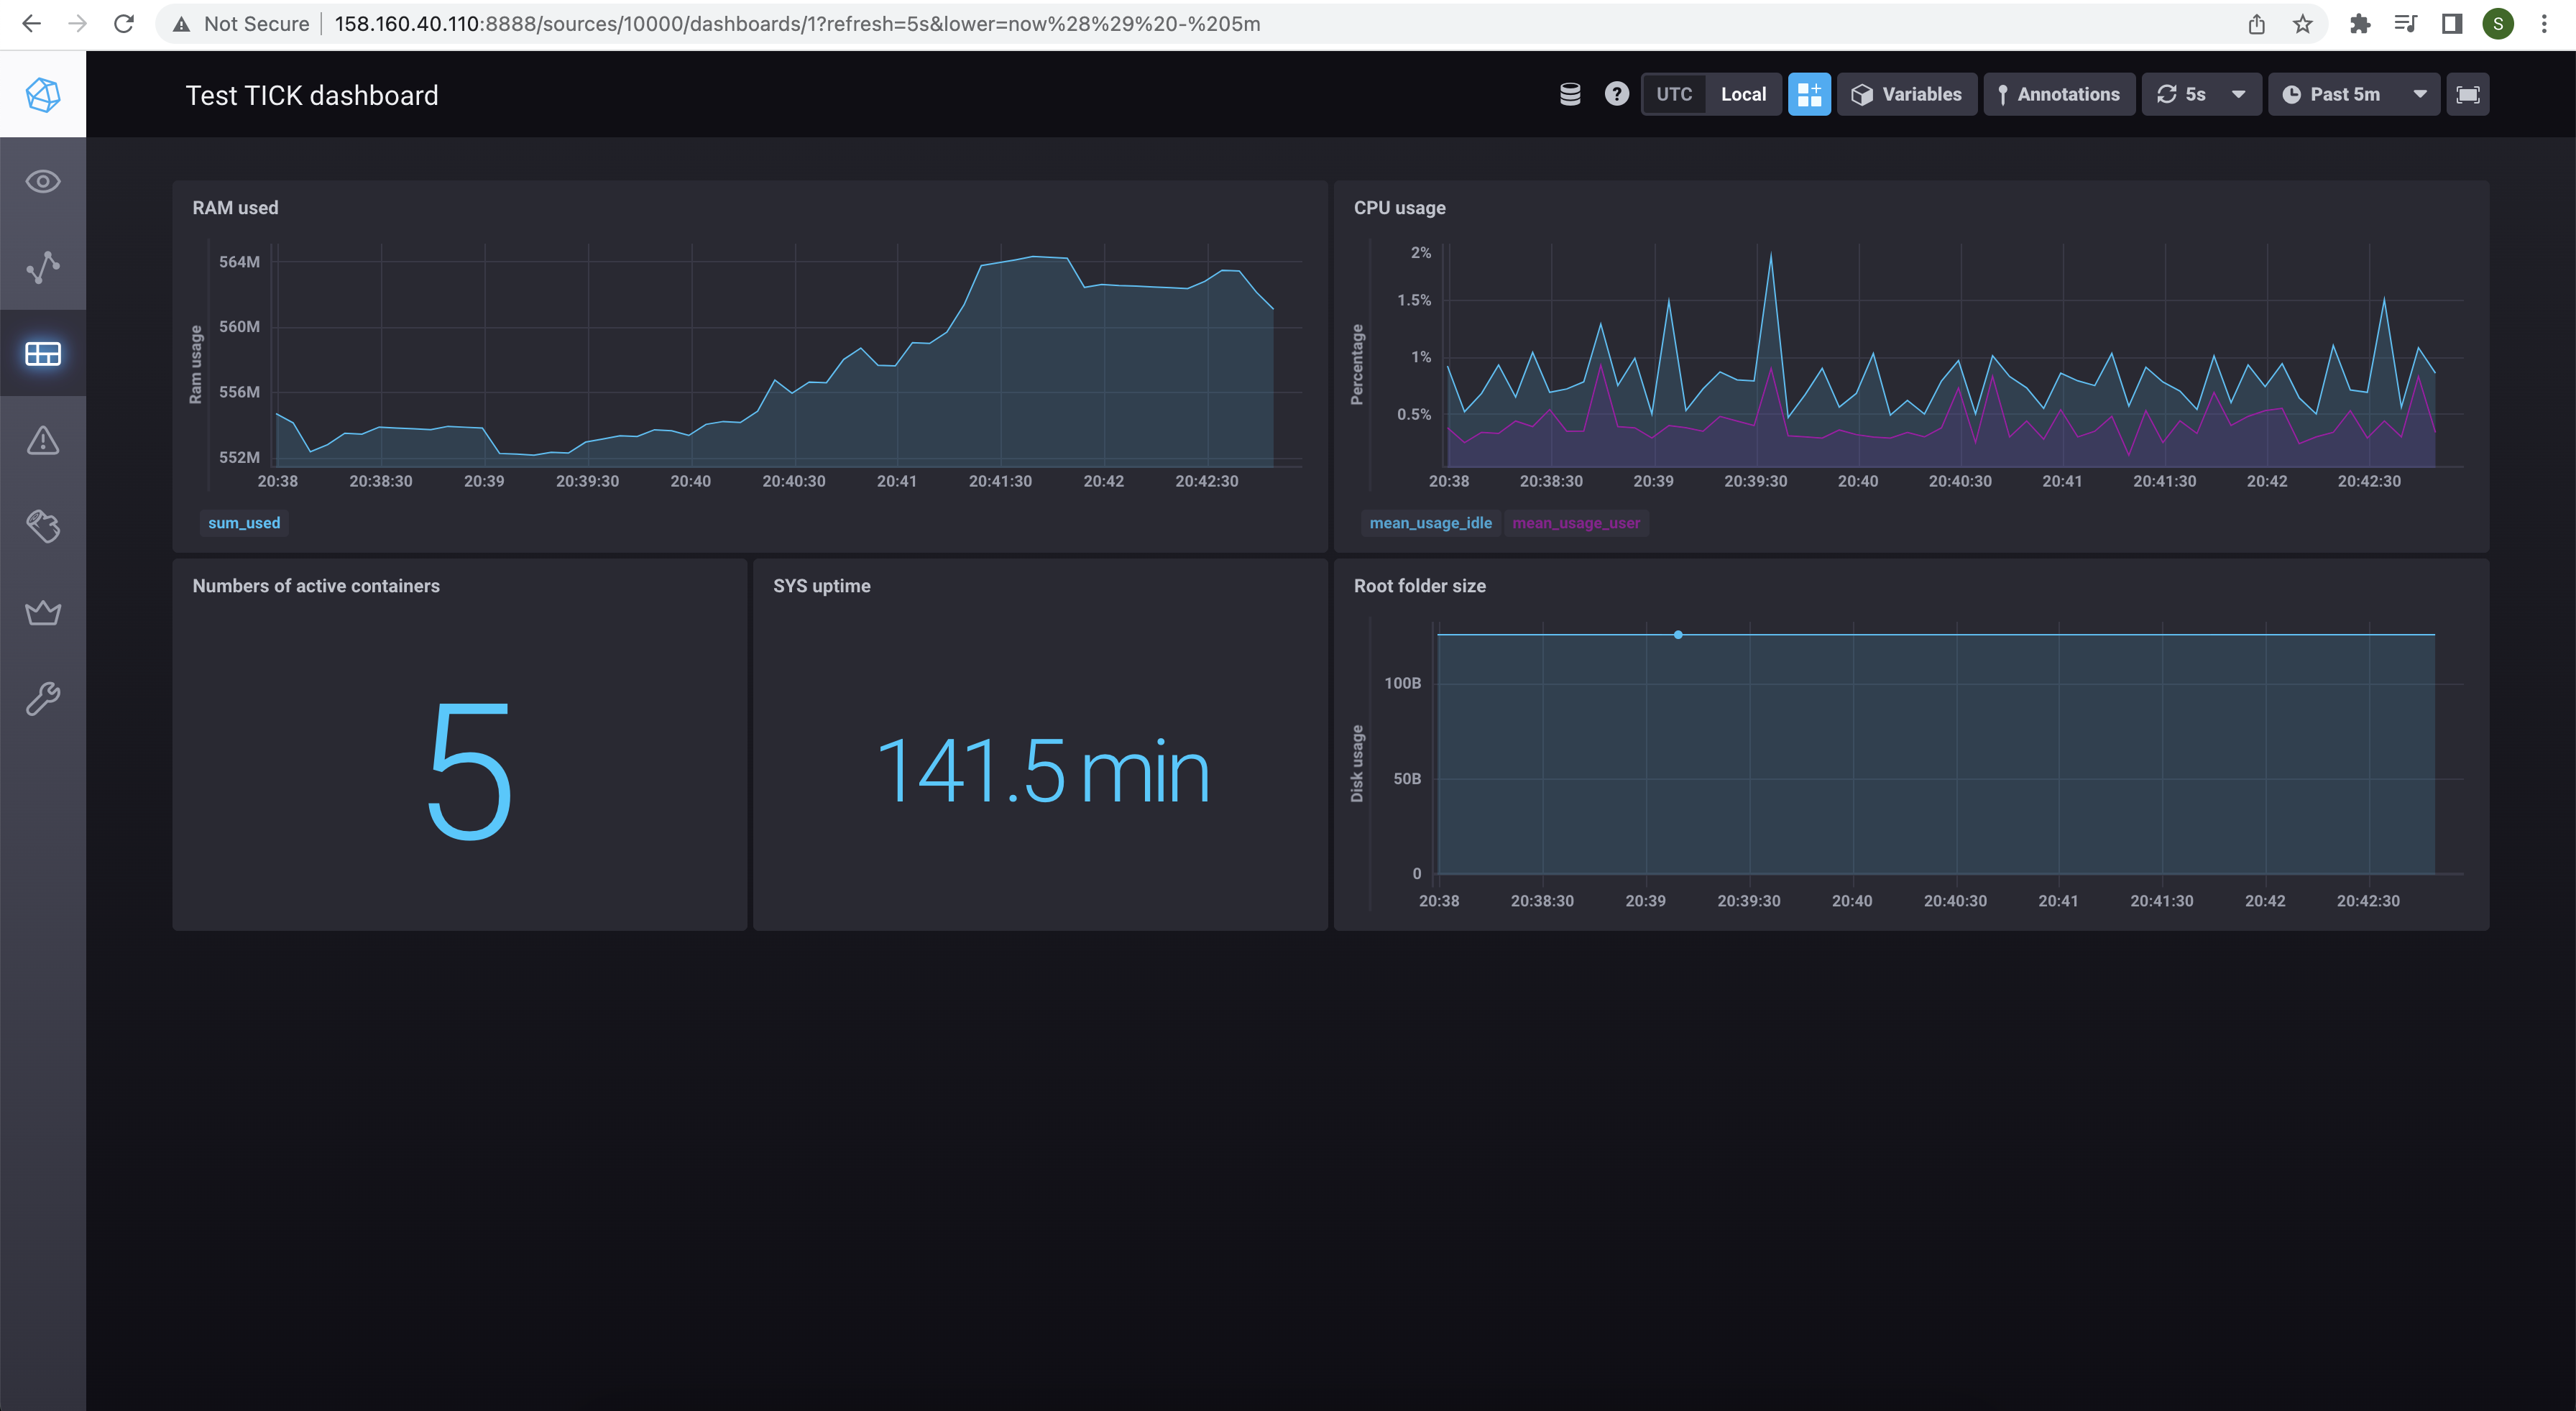 Not Secure 158.160.40.110:8888/sources/10000/dashboards/1?refresh=5s&lower=now%28%29%20-%205m S
Test TICK dashboard ? UTC Local Variables Annotations 5s Past 5m
RAM used
Ram usage
564M
560M
556M
552M
20:38 20:38:30 20:39 20:39:30 20:40 20:40:30 20:41 20:41:30 20:42 20:42:30
sum_used
CPU usage
Percentage
2%
1.5%
1%
0.5%
20:38 20:38:30 20:39 20:39:30 20:40 20:40:30 20:41 20:41:30 20:42 20:42:30
mean_usage_idle mean_usage_user
Numbers of active containers
5
SYS uptime
141.5 min
Root folder size
Disk usage
100B
50B
0
20:38 20:38:30 20:39 20:39:30 20:40 20:40:30 20:41 20:41:30 20:42 20:42:30